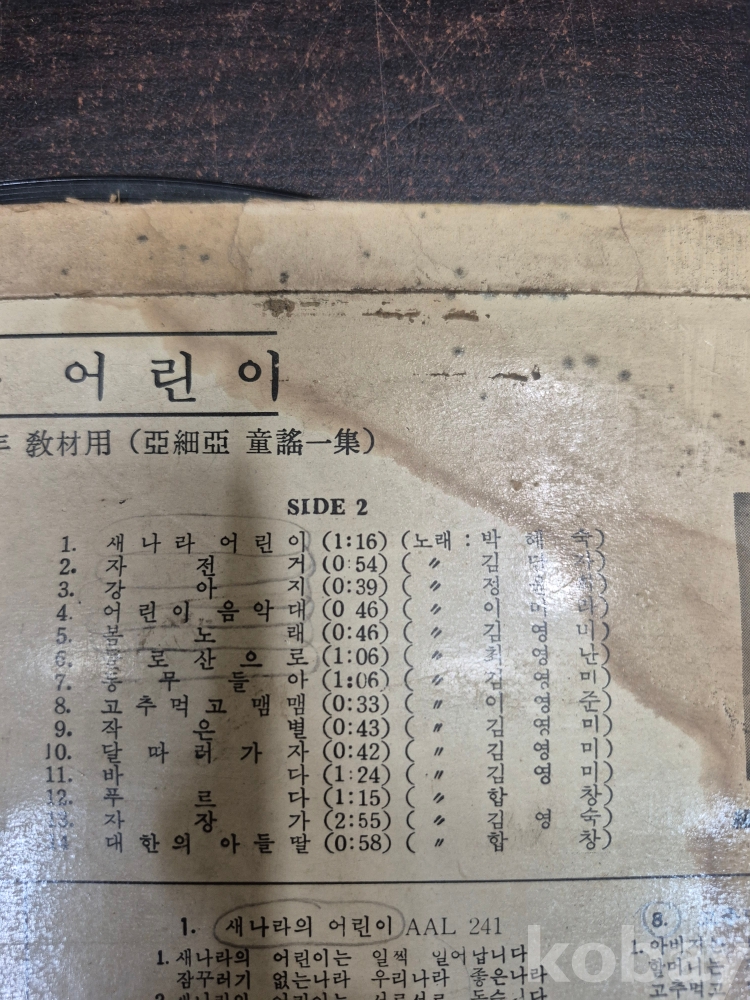 어린이
敎材用 (亞細亞 童謠一集)
SIDE 2
1. 새나라어린이 (1:16) (노래 : 박혜숙)
2. 자전거 (0:54) ( 〃 김
3. 강아지 (0:39) ( 〃 정
4. 어린이음악대 (0 46) ( 〃 이
5. 봄노래 (0:46) ( 〃 김영미)
6. 로산으로 (1:06) ( 〃 최영난)
7. 동무들아 (1:06) ( 〃 김영미)
8. 고추먹고맴맴 (0:33) ( 〃 이영준)
9. 작은별 (0:43) ( 〃 김영미)
10. 달따러가자 (0:42) ( 〃 김영미)
11. 바다 (1:24) ( 〃 김영미)
12. 푸르다 (1:15) ( 〃 합창)
13. 자장가 (2:55) ( 〃 김영숙)
14 대한의아들딸 (0:58) ( 〃 합창)
1. 새나라의 어린이 AAL 241
1. 새나라의 어린이는 일찍 일어납니다
잠꾸러기 없는나라 우리나라 좋은나라
8.
1. 아버지
할머니
고추먹
kobay